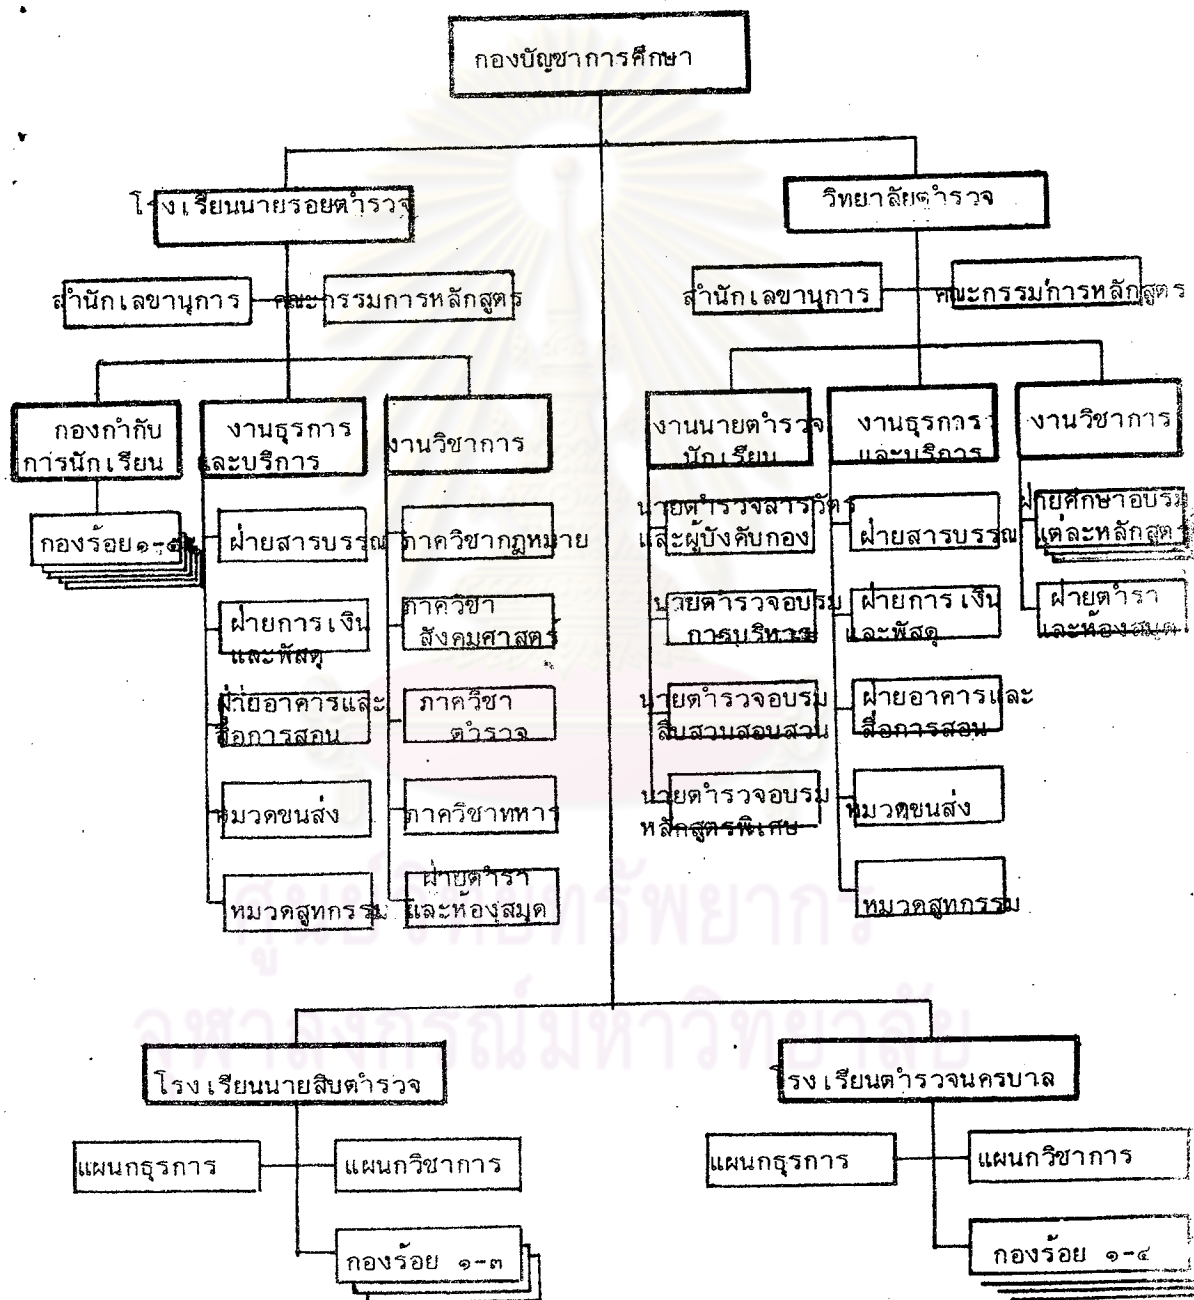 กองบัญชาการศึกษา
โรงเรียนนายรอยตำรวจ
วิทยาลัยตำรวจ
สำนักเลขานุการ
คณะกรรมการหลักสูตร
สำนักเลขานุการ
คณะกรรมการหลักสูตร
กองกำกับ
การนักเรียน
งานธุรการ
และบริการ
งานวิชาการ
งานนายตำรวจ
นักเรียน
งานธุรการ
และบริการ
งานวิชาการ
กองร้อย
ฝ่ายสารบรรณ
ภาควิชากฎหมาย
นายตำรวจสารวัตร
และผู้บังคับกอง
ฝ่ายสารบรรณ
ฝ่ายศึกษาอบรม
แต่ละหลักสูตร
ฝ่ายการเงิน
และพัสดุ
ภาควิชา
สังคมศาสตร์
นายตำรวจอบรม
การบริหาร
ฝ่ายการเงิน
และพัสดุ
ฝ่ายตำรา
และห้องสมุด
ฝ่ายอาคารและ
สื่อการสอน
ภาควิชา
ตำรวจ
นายตำรวจอบรม
สืบสวนสอบสวน
ฝ่ายอาคารและ
สื่อการสอน
หมวดขนส่ง
ภาควิชาทหาร
นายตำรวจอบรม
หลักสูตรพิเศษ
หมวดขนส่ง
หมวดสูทกรรม
ฝ่ายตำรา
และห้องสมุด
หมวดสูทกรรม
ศูนย์วิทยทรัพยากร
จุฬาลงกรณ์มหาวิทยาลัย
โรงเรียนนายสิบตำรวจ
โรงเรียนตำรวจนครบาล
แผนกธุรการ
แผนกวิชาการ
แผนกธุรการ
แผนกวิชาการ
กองร้อย ๑-๓
กองร้อย ๑-๔